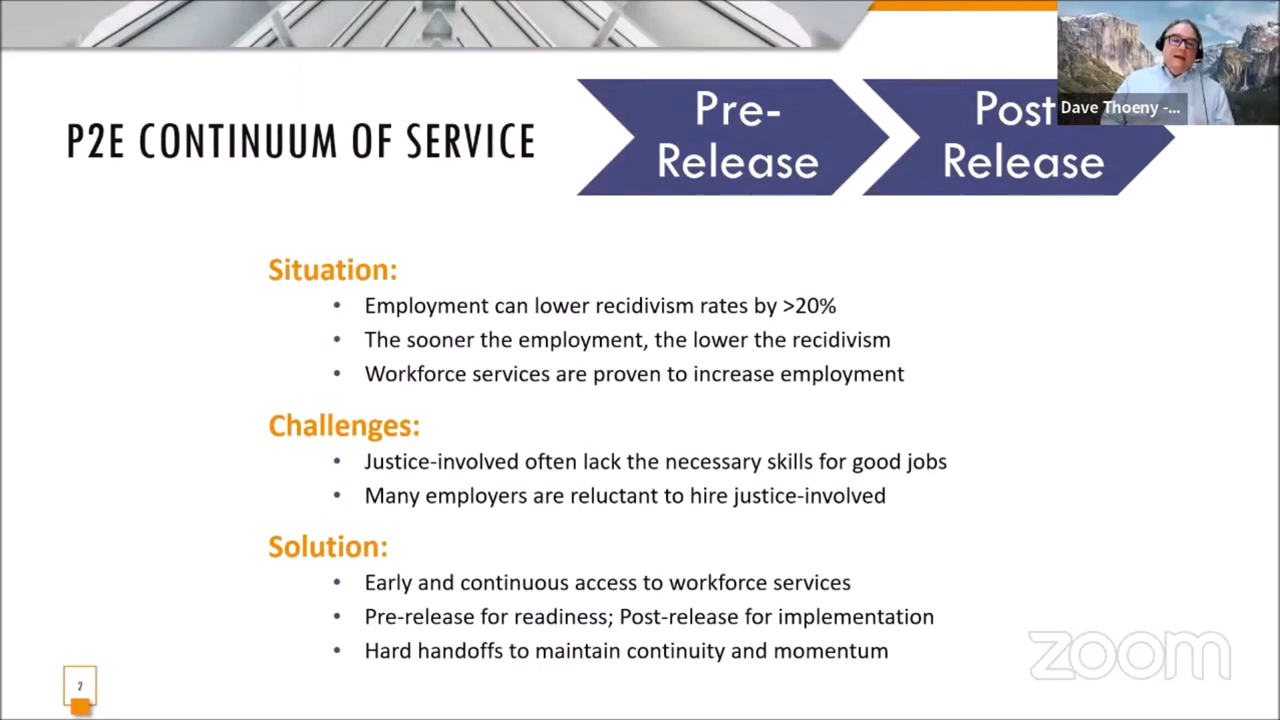 P2E CONTINUUM OF SERVICE
Pre-
Release
Post
Release
Dave Thoeny -...
Situation:
• Employment can lower recidivism rates by >20%
• The sooner the employment, the lower the recidivism
• Workforce services are proven to increase employment
Challenges:
• Justice-involved often lack the necessary skills for good jobs
• Many employers are reluctant to hire justice-involved
Solution:
• Early and continuous access to workforce services
• Pre-release for readiness; Post-release for implementation
• Hard handoffs to maintain continuity and momentum
zoom
2